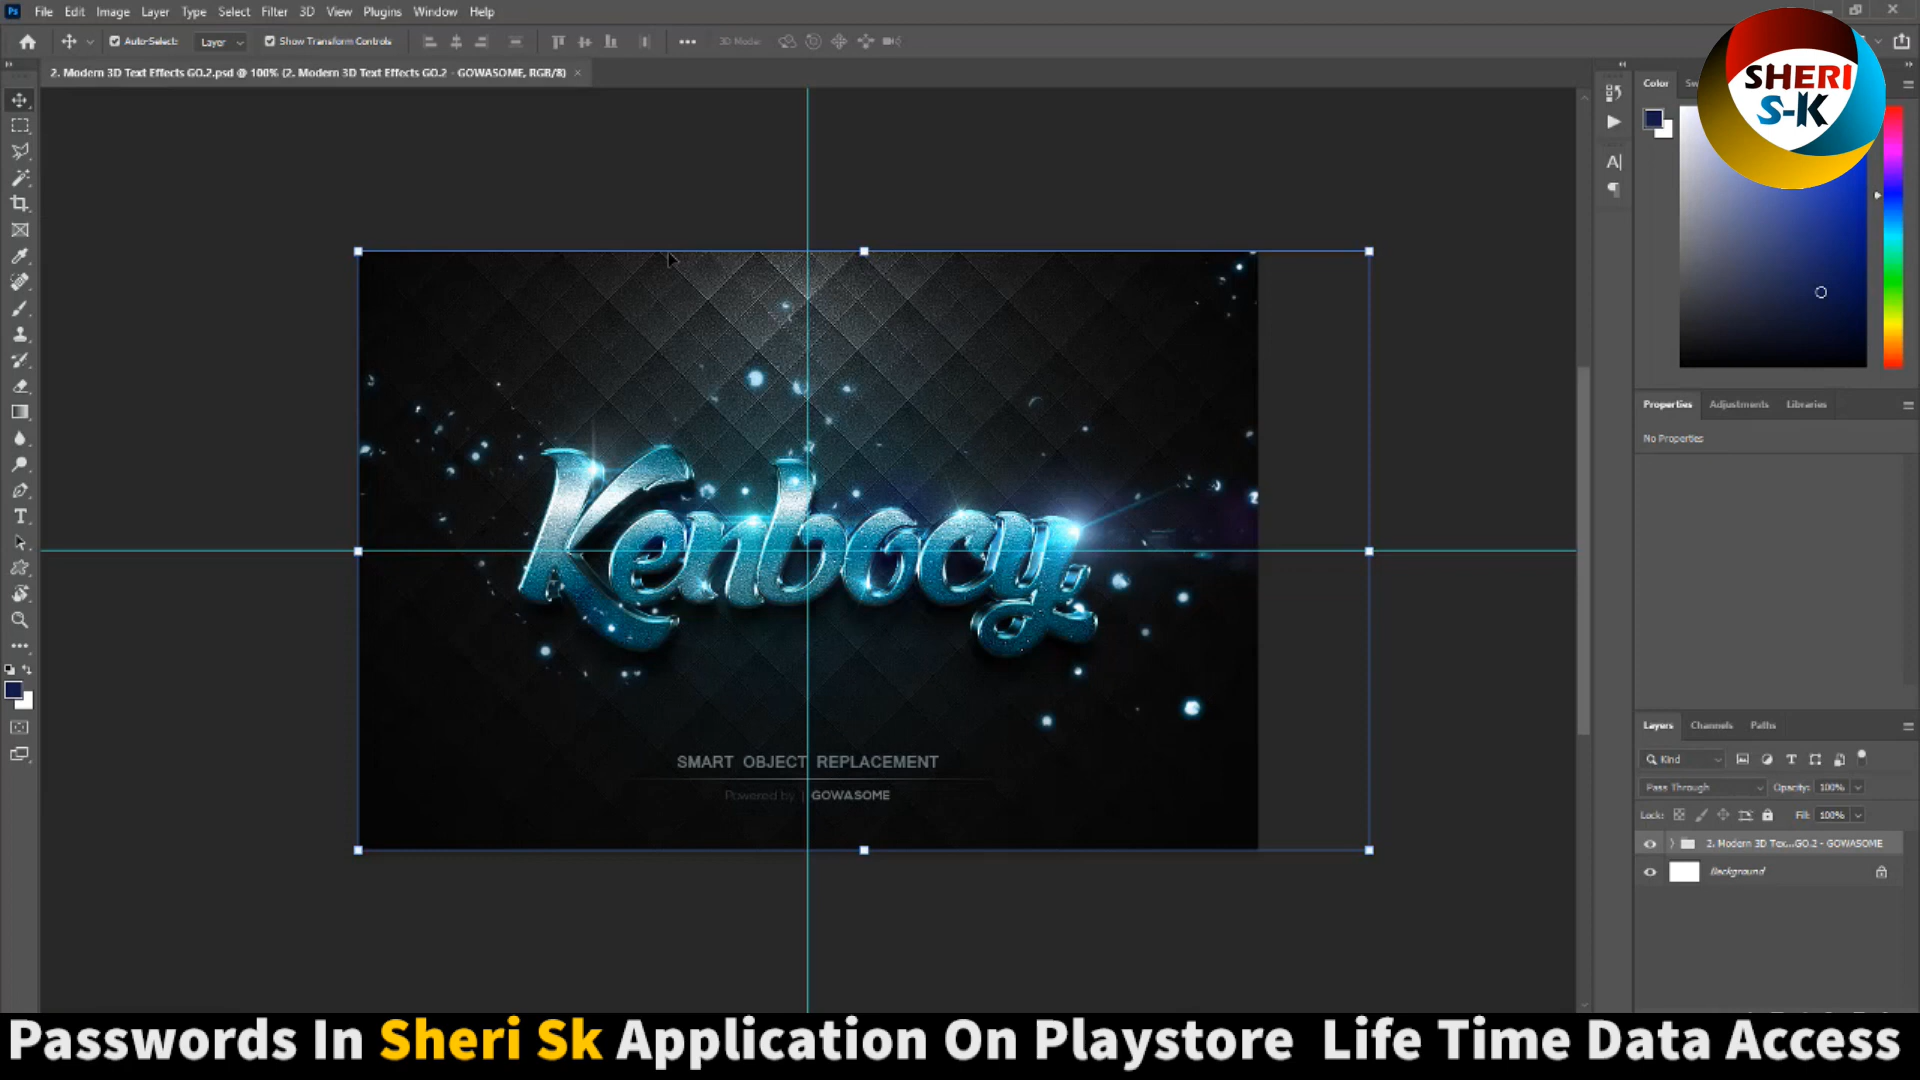 Ps File Edit Image Layer Type Select Filter 3D View Plugins Window Help
Auto-Select: Layer Show Transform Controls 3D Mode:
2. Modern 3D Text Effects GO.2.psd @ 100% (2. Modern 3D Text Effects GO.2 - GOWASOME, RGB/8) ×
Color
SHERI
S-K
Properties Adjustments Libraries
No Properties
Kenbocy
SMART OBJECT REPLACEMENT
Powered by | GOWASOME
Layers Channels Paths
Kind
Pass Through Opacity: 100%
Lock: Fill: 100%
2. Modern 3D Tex...GO.2 - GOWASOME
Background
Passwords In Sheri Sk Application On Playstore Life Time Data Access